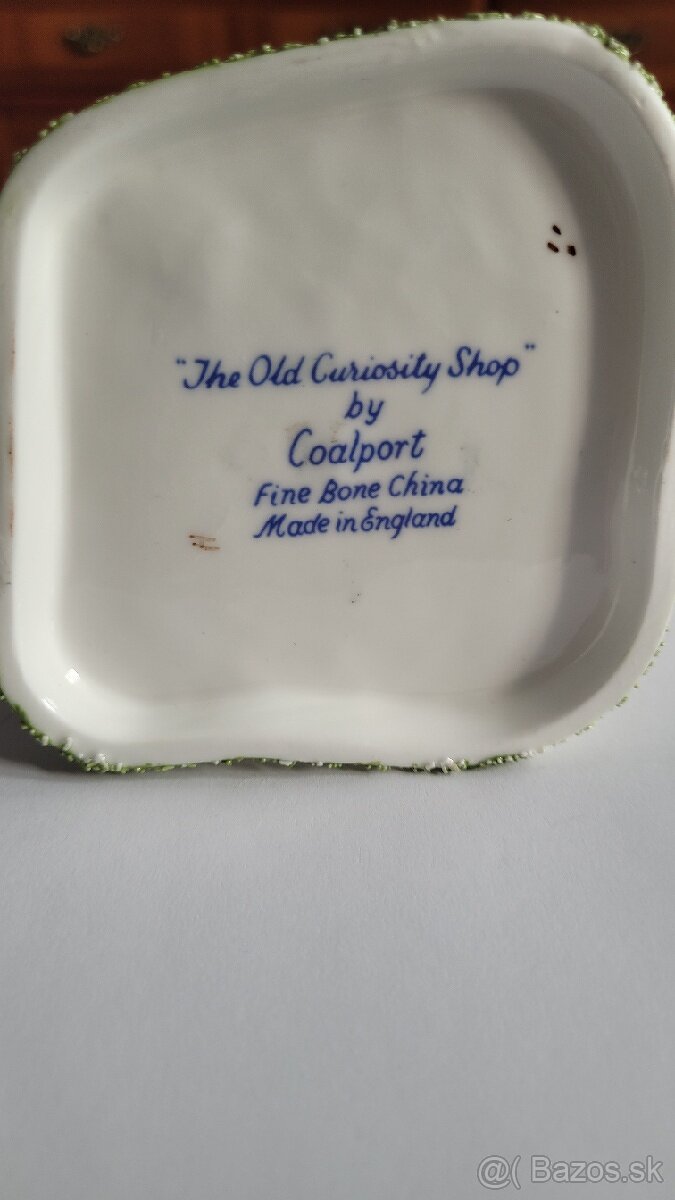 "The Old Curiosity Shop"
by
Coalport
Fine Bone China
Made in England
@( Bazos.sk